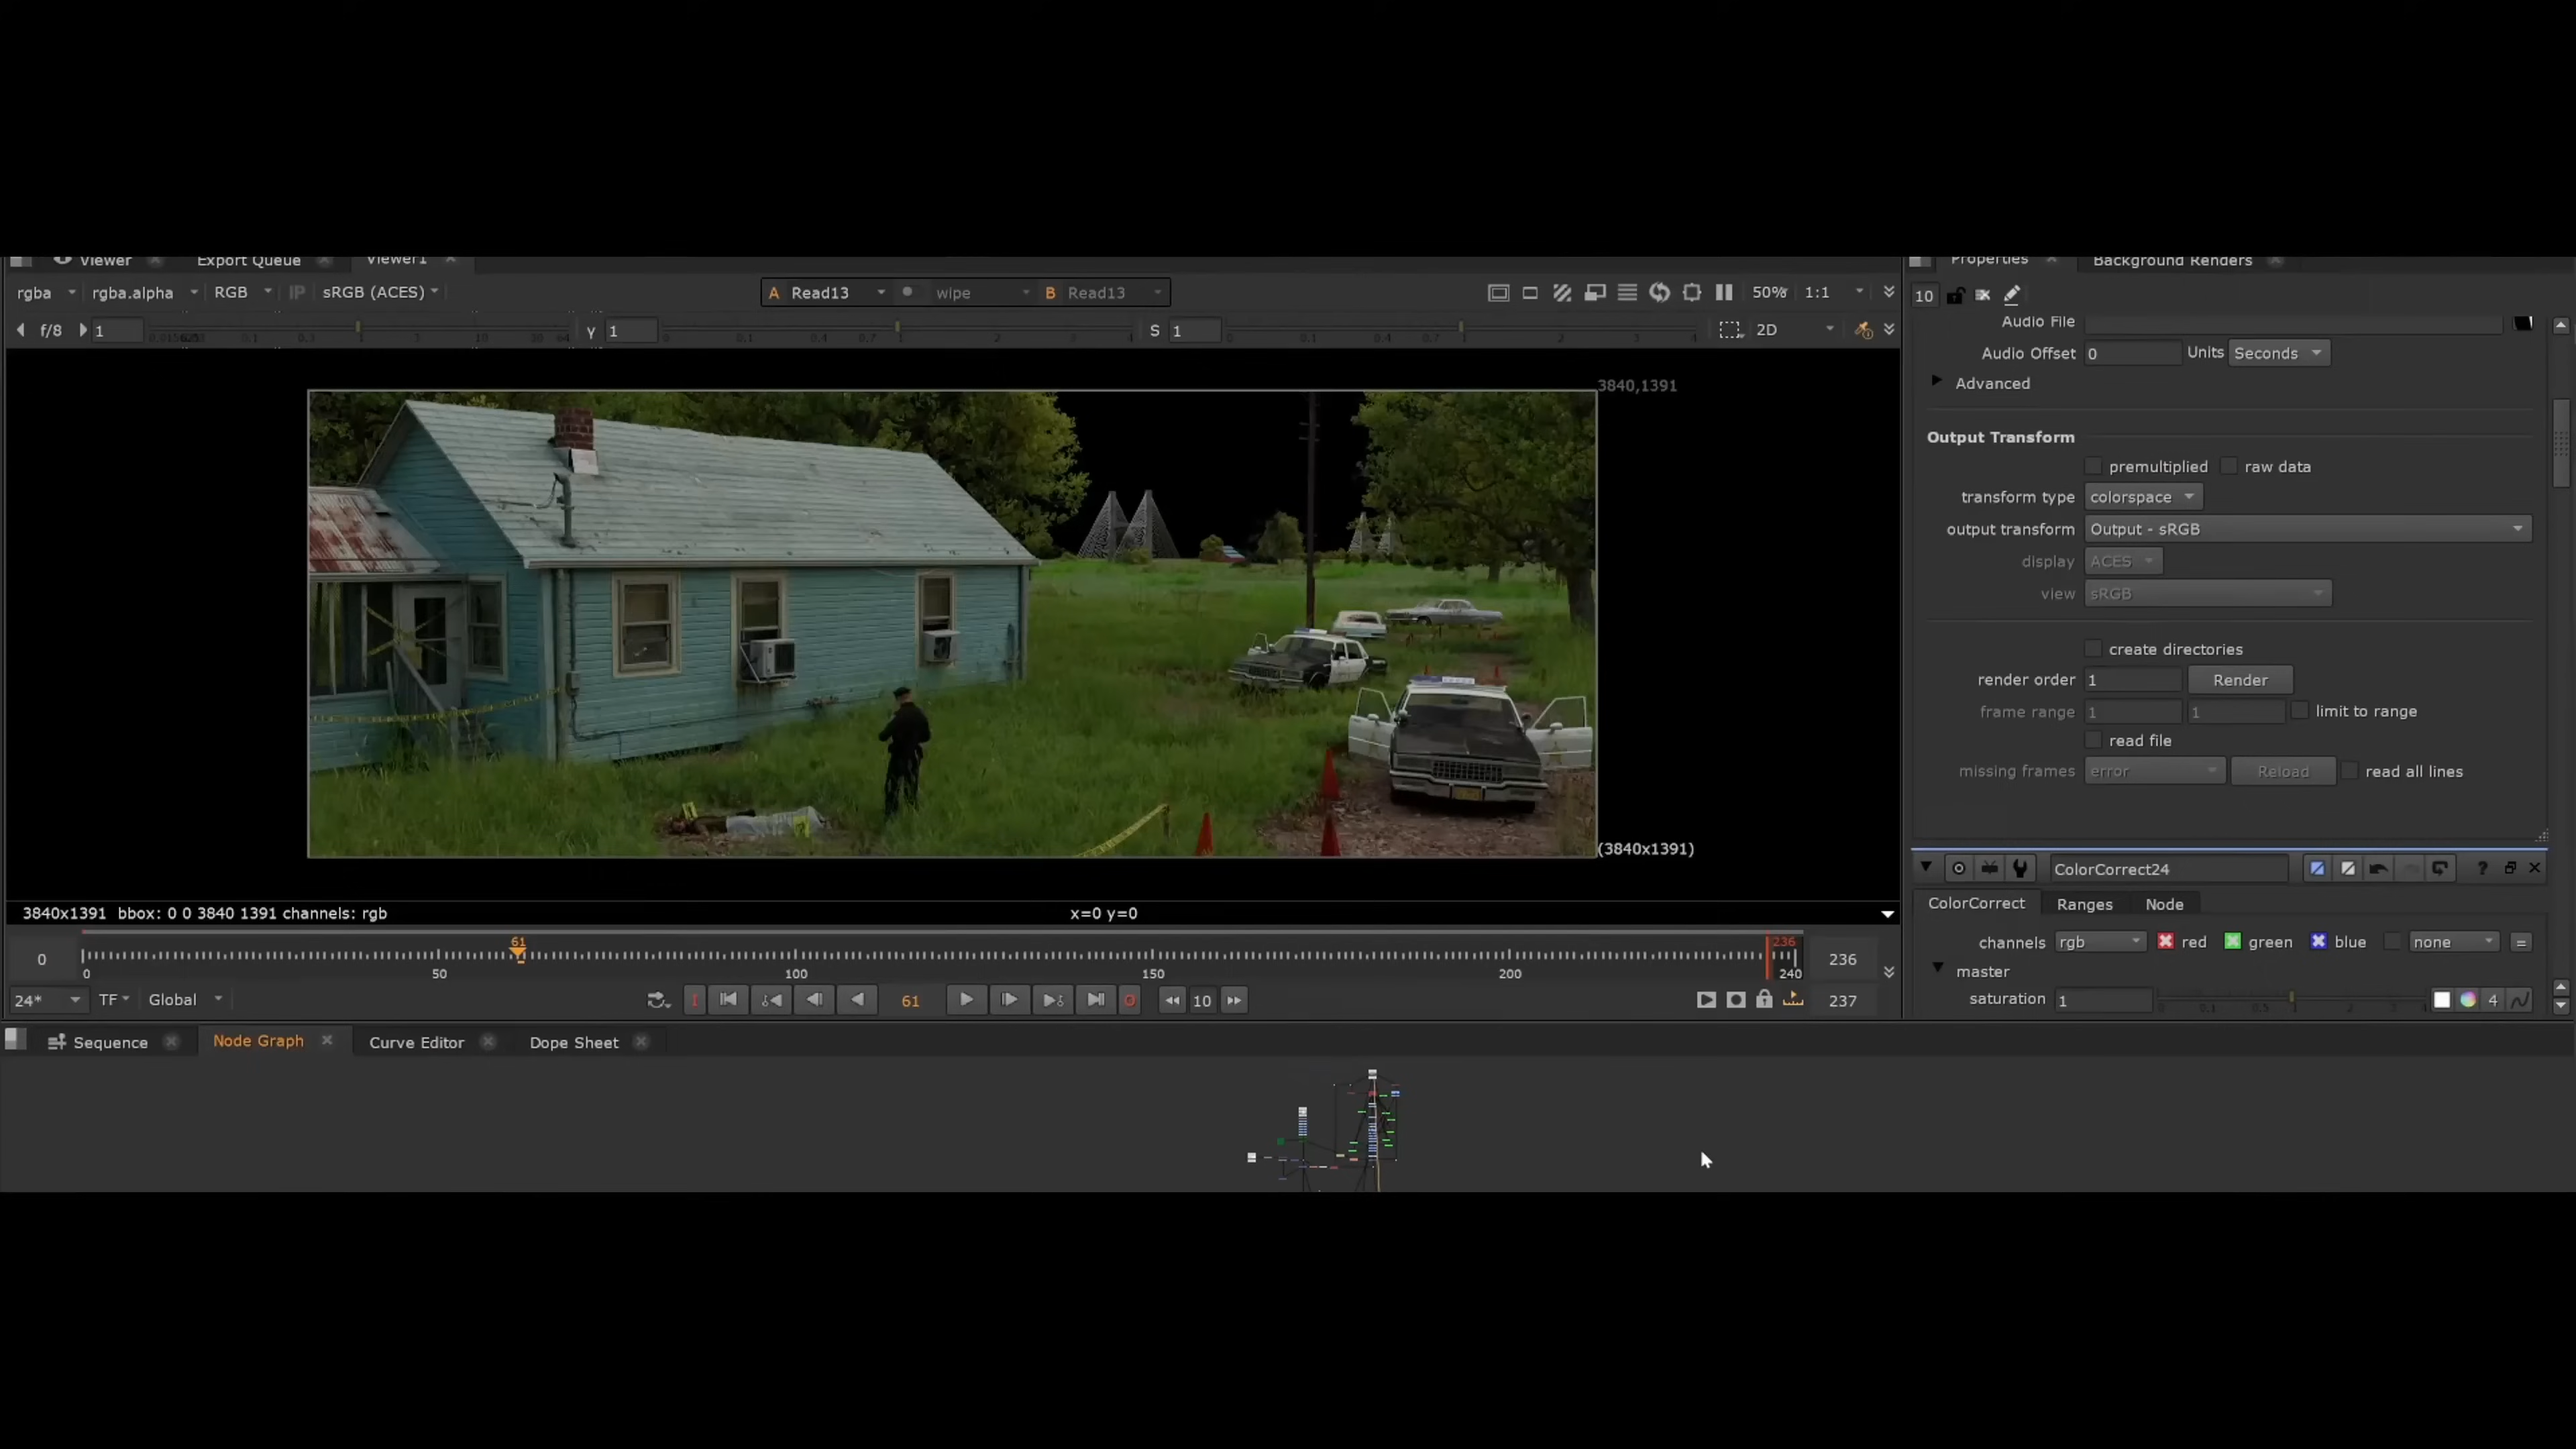 Viewer Export Queue Viewer1
Properties Background Renders
rgba rgba.alpha RGB IP sRGB (ACES)
A Read13 wipe B Read13
50% 1:1
10
f/8 1
γ 1
S 1
2D
Audio File
Audio Offset 0 Units Seconds
Advanced
Output Transform
premultiplied raw data
transform type colorspace
output transform Output - sRGB
display ACES
view sRGB
create directories
render order 1 Render
frame range 1 1 limit to range
read file
missing frames error Reload read all lines
3840,1391
(3840x1391)
3840x1391 bbox: 0 0 3840 1391 channels: rgb
x=0 y=0
ColorCorrect24
ColorCorrect Ranges Node
channels rgb red green blue none =
master
saturation 1
4
0 61 236 236
0 50 100 150 200 240
24* TF Global
I 61 O 10
237
Sequence Node Graph Curve Editor Dope Sheet